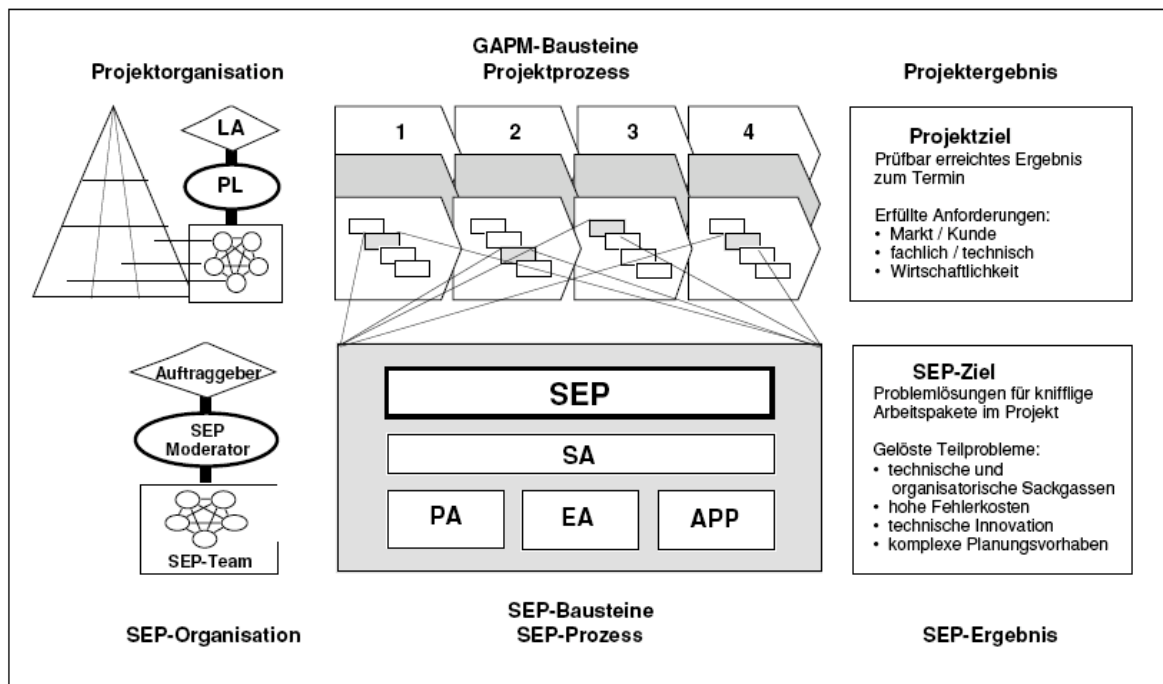 Projektorganisation
GAPM-Bausteine
Projektprozess
Projektergebnis
LA
PL
1
2
3
4
Projektziel
Prüfbar erreichtes Ergebnis
zum Termin
Erfüllte Anforderungen:
• Markt / Kunde
• fachlich / technisch
• Wirtschaftlichkeit
Auftraggeber
SEP
Moderator
SEP-Team
SEP
SA
PA
EA
APP
SEP-Ziel
Problemlösungen für knifflige
Arbeitspakete im Projekt
Gelöste Teilprobleme:
• technische und
organisatorische Sackgassen
• hohe Fehlerkosten
• technische Innovation
• komplexe Planungsvorhaben
SEP-Organisation
SEP-Bausteine
SEP-Prozess
SEP-Ergebnis